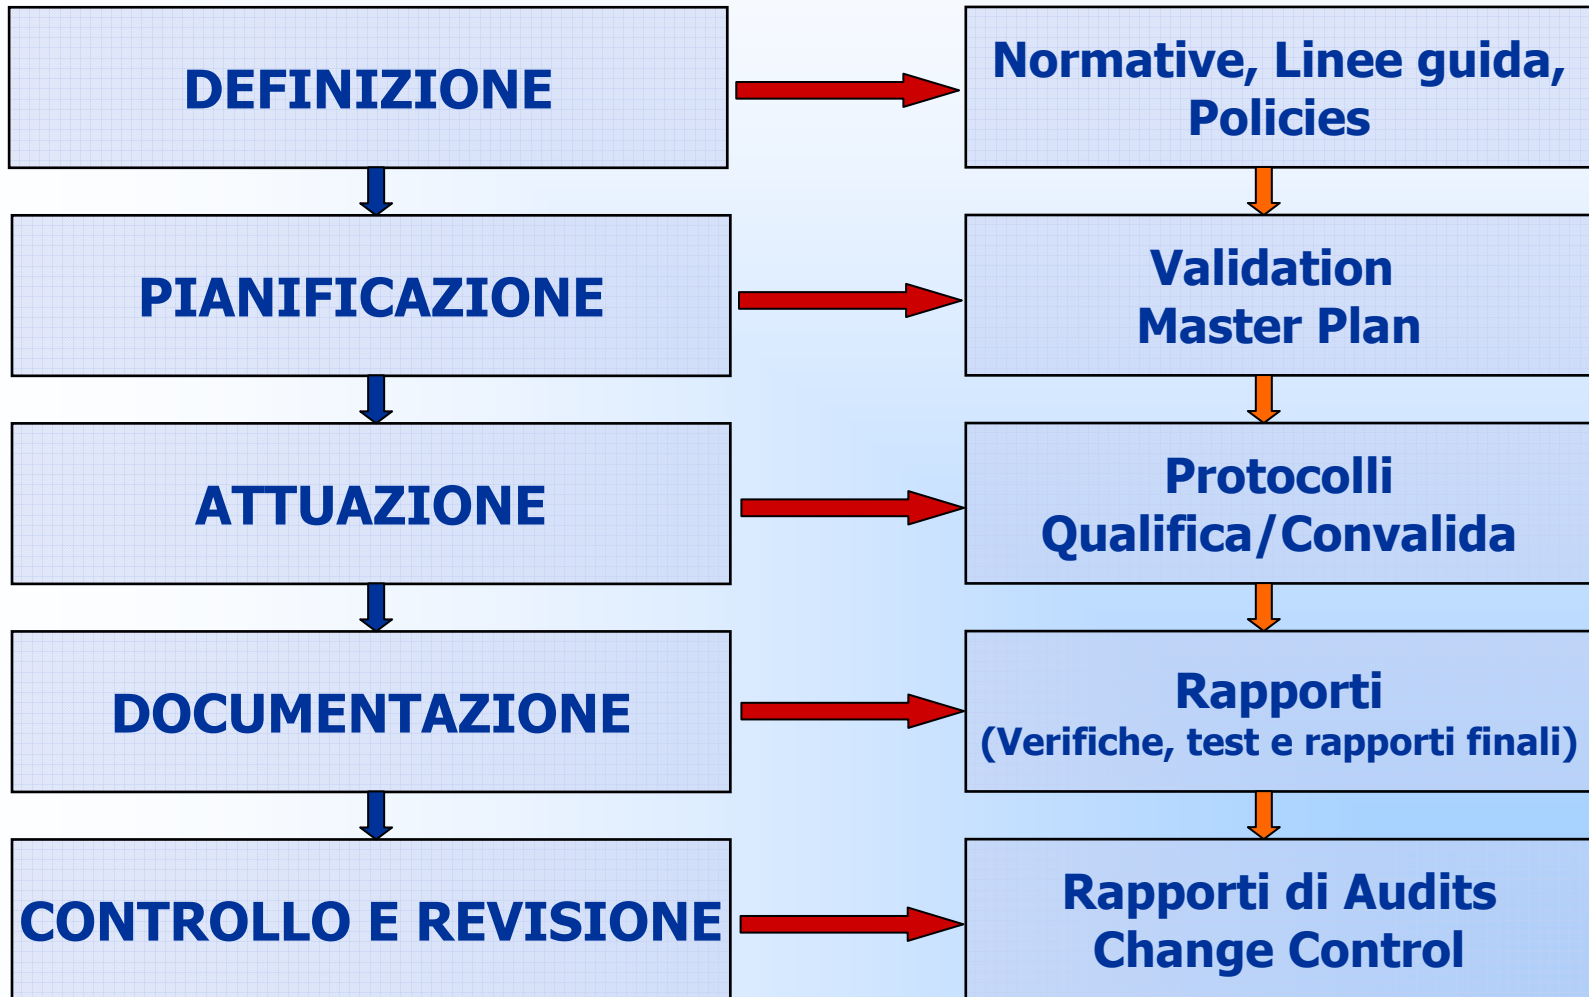 DEFINIZIONE
Normative, Linee guida,
Policies
PIANIFICAZIONE
Validation
Master Plan
ATTUAZIONE
Protocolli
Qualifica/Convalida
DOCUMENTAZIONE
Rapporti
(Verifiche, test e rapporti finali)
CONTROLLO E REVISIONE
Rapporti di Audits
Change Control